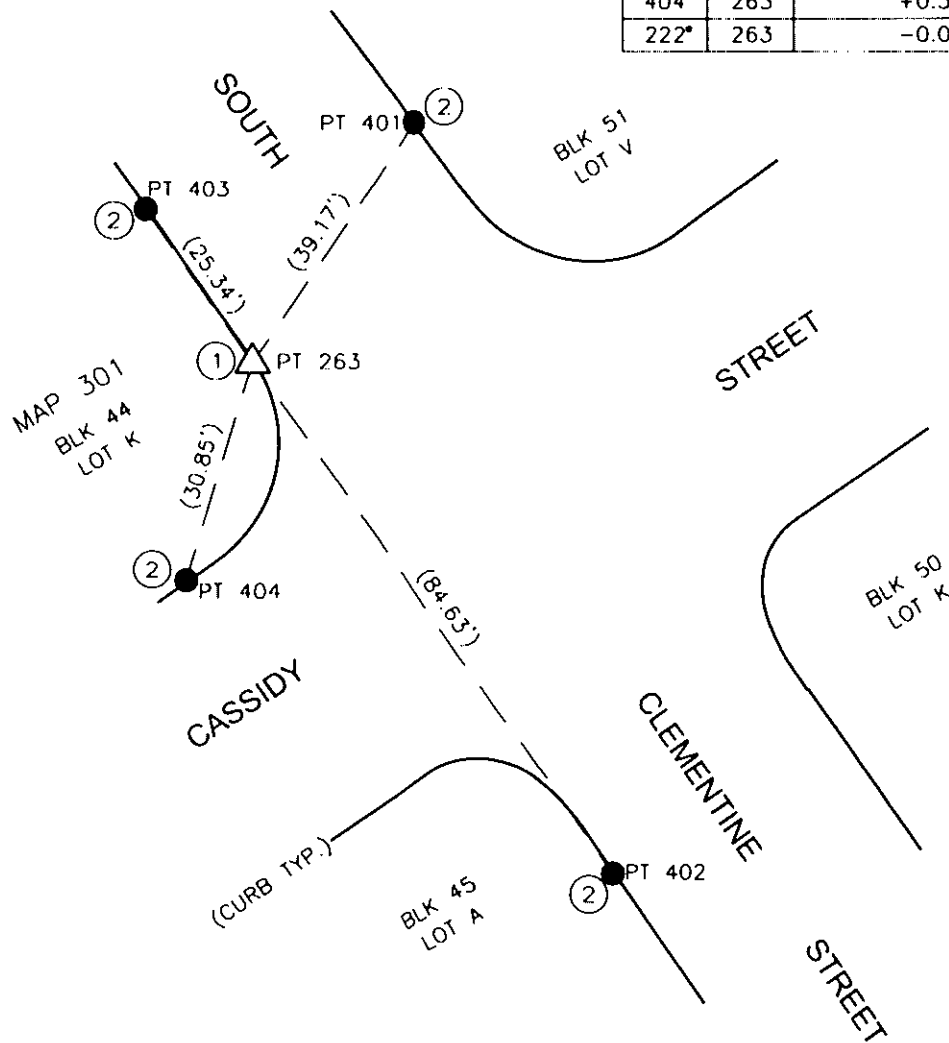 404 263
222• 263 -0.0
SOUTH
PT 401
2
BLK 51
LOT V
PT 403
2
(25.34')
(39.17')
1
PT 263
STREET
MAP 301
BLK 44
LOT K
(30.85')
2
PT 404
(84.63')
BLK 50
LOT K
CASSIDY
CLEMENTINE
(CURB TYP.)
PT 402
2
BLK 45
LOT A
STREET